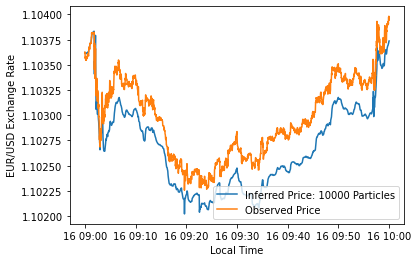 1.10400
1.10375
1.10350
1.10325
1.10300
1.10275
1.10250
1.10225
1.10200
EUR/USD Exchange Rate
Inferred Price: 10000 Particles
Observed Price
16 09:00 16 09:10 16 09:20 16 09:30 16 09:40 16 09:50 16 10:00
Local Time